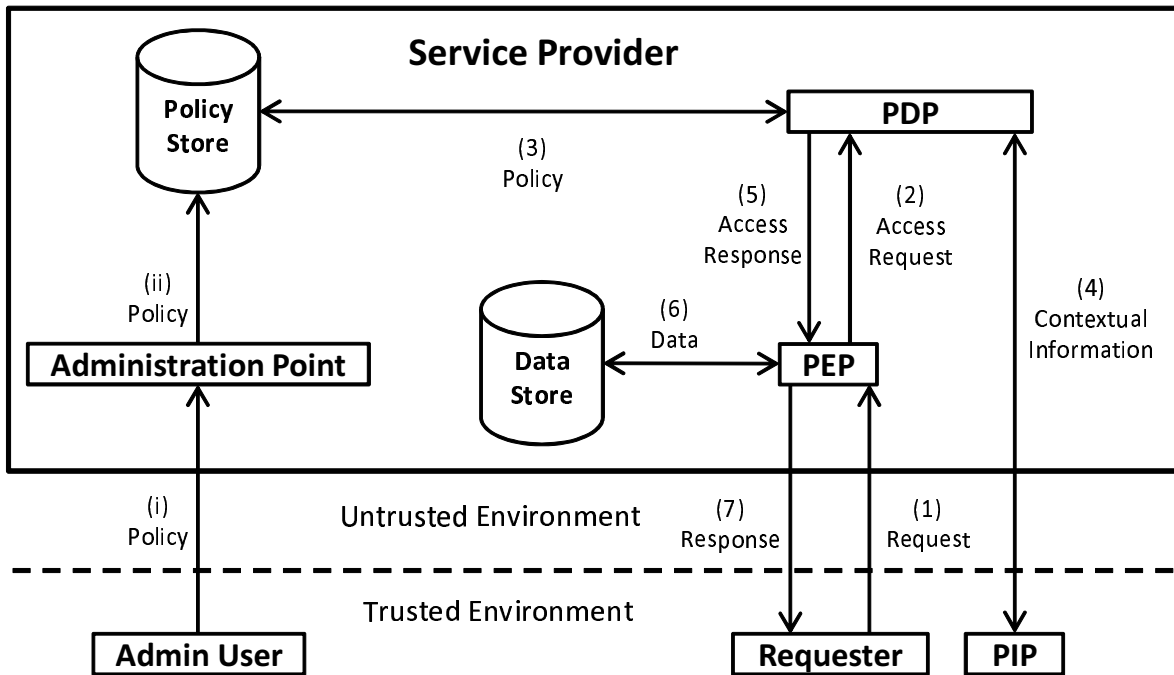 Service Provider
Policy
Store
PDP
(3)
Policy
(5)
Access
Response
(2)
Access
Request
(ii)
Policy
(4)
Contextual
Information
(6)
Data
Administration Point
Data
Store
PEP
(i)
Policy
Untrusted Environment
(7)
Response
(1)
Request
Trusted Environment
Admin User
Requester
PIP